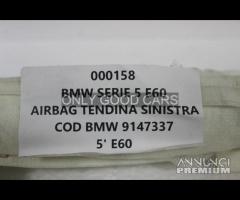 000158
BMW SERIE 5 E60
ONLY GOOD CARS
AIRBAG TENDINA SINISTRA
COD BMW 9147337
5' E60
ANNUNCI
PREMIUM